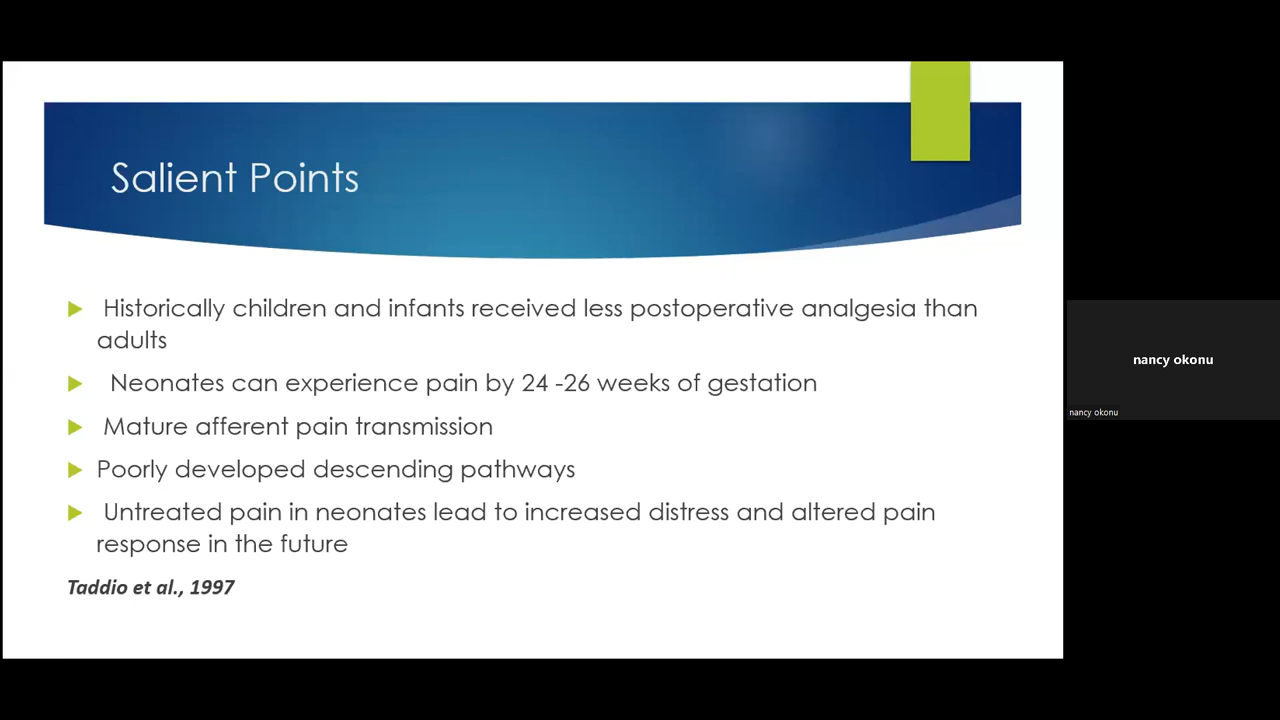 Salient Points
Historically children and infants received less postoperative analgesia than
adults
Neonates can experience pain by 24 -26 weeks of gestation
Mature afferent pain transmission
Poorly developed descending pathways
Untreated pain in neonates lead to increased distress and altered pain
response in the future
Taddio et al., 1997
nancy okonu
nancy okonu